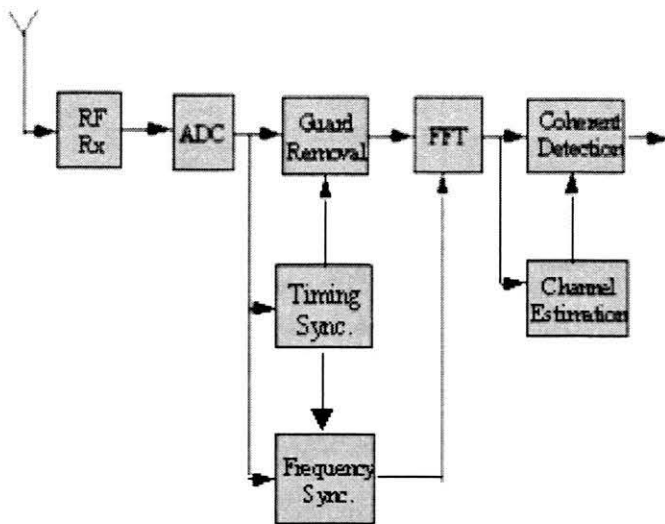 RF
Rx
ADC
Guard
Removal
FFT
Coherent
Detection
Timing
Sync.
Channel
Estimation
Frequency
Sync.